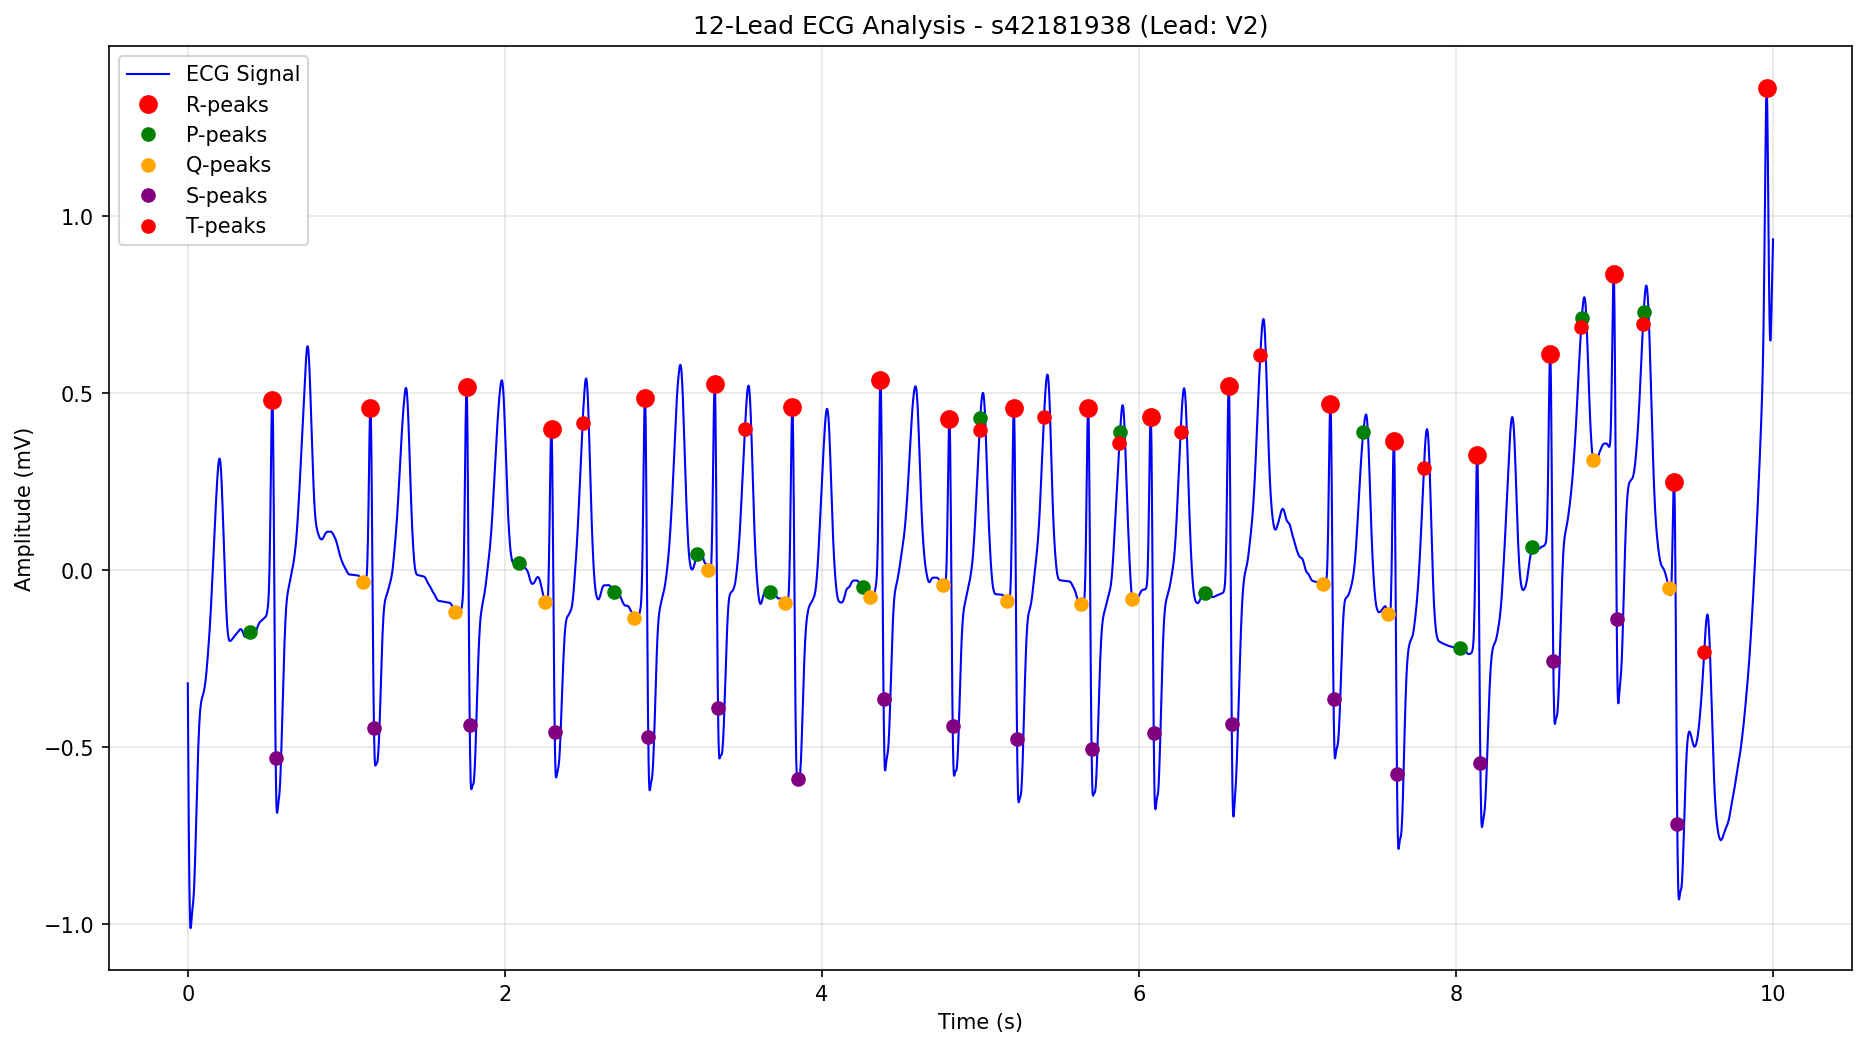 12-Lead ECG Analysis - s42181938 (Lead: V2)
ECG Signal
R-peaks
P-peaks
Q-peaks
S-peaks
T-peaks
Amplitude (mV)
1.0
0.5
0.0
−0.5
−1.0
0 2 4 6 8 10
Time (s)